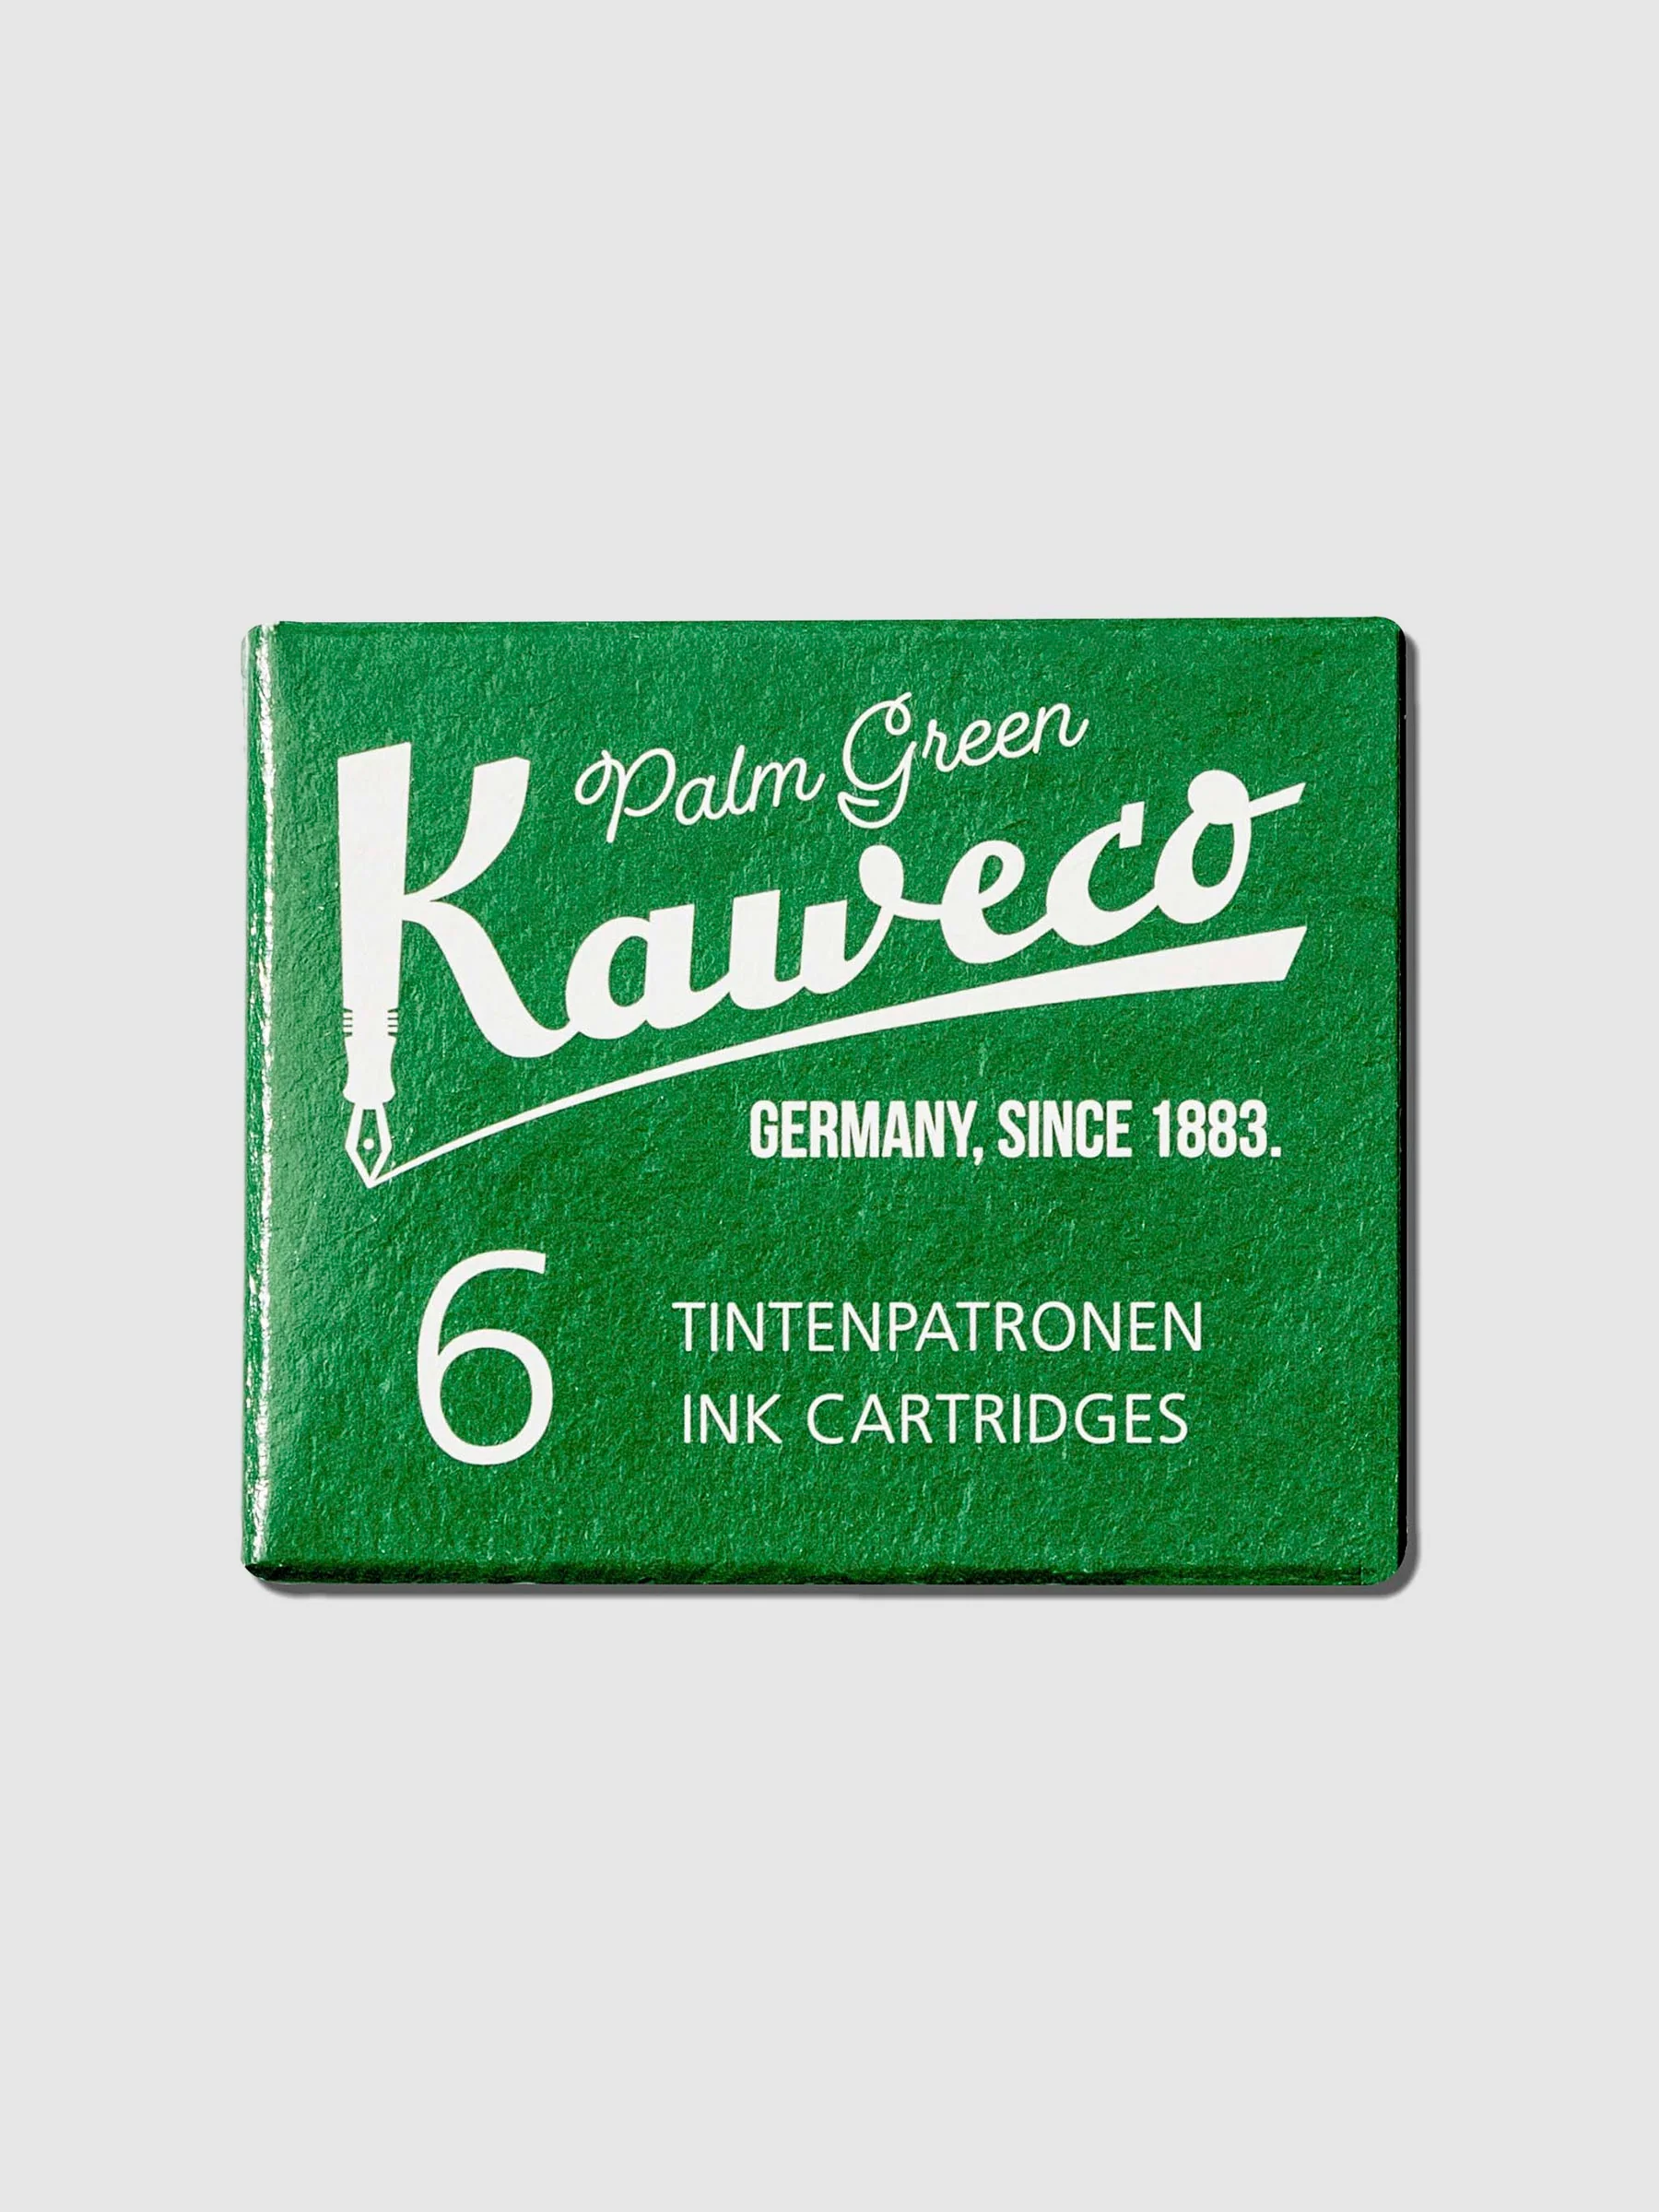 Palm Green
Kaweco
GERMANY, SINCE 1883.
6
TINTENPATRONEN
INK CARTRIDGES